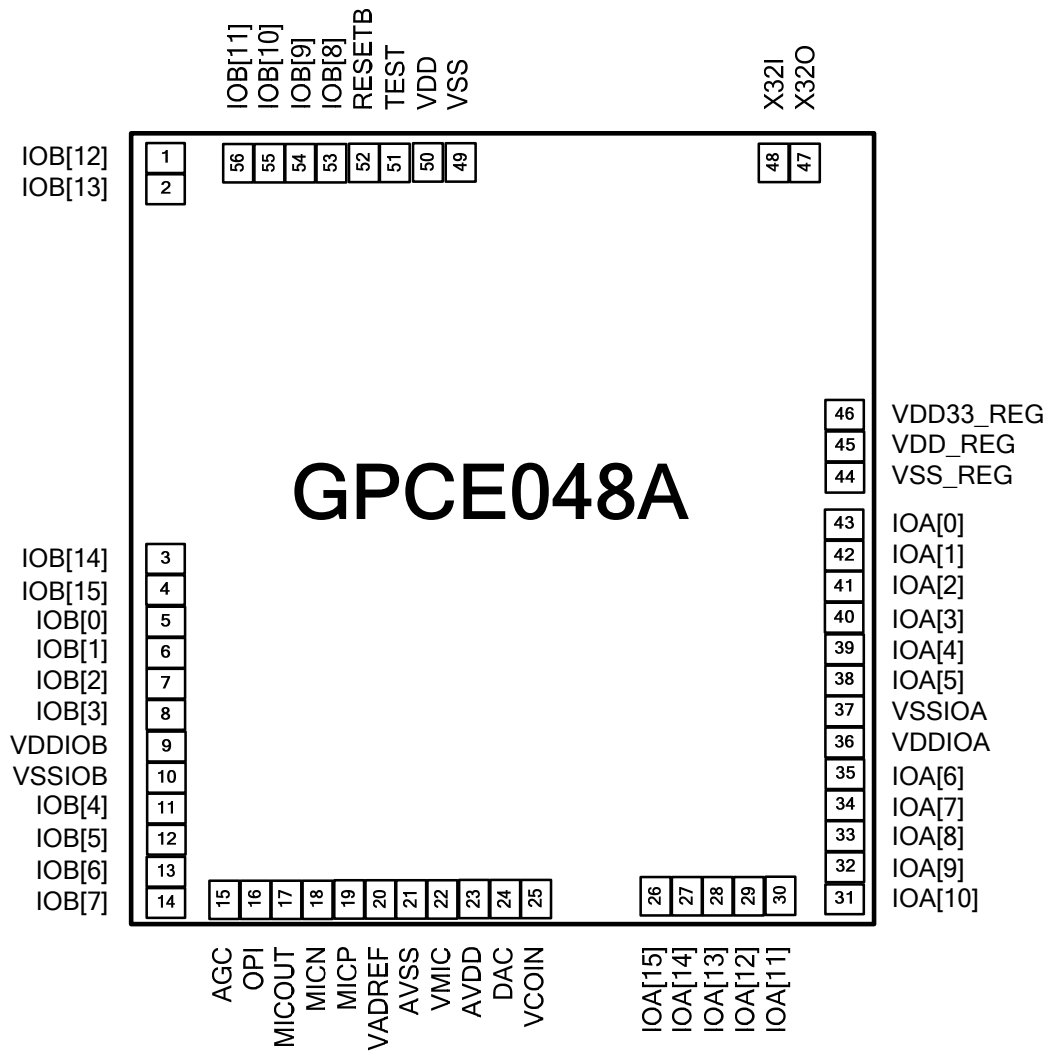 IOB[11]
IOB[10]
IOB[9]
IOB[8]
RESETB
TEST
VDD
VSS
X32I
X32O
56
55
54
53
52
51
50
49
48
47
IOB[12] 1
IOB[13] 2
46 VDD33_REG
45 VDD_REG
44 VSS_REG
GPCE048A
43 IOA[0]
42 IOA[1]
41 IOA[2]
40 IOA[3]
39 IOA[4]
38 IOA[5]
37 VSSIOA
36 VDDIOA
35 IOA[6]
34 IOA[7]
33 IOA[8]
32 IOA[9]
31 IOA[10]
IOB[14] 3
IOB[15] 4
IOB[0] 5
IOB[1] 6
IOB[2] 7
IOB[3] 8
VDDIOB 9
VSSIOB 10
IOB[4] 11
IOB[5] 12
IOB[6] 13
IOB[7] 14
15
16
17
18
19
20
21
22
23
24
25
26
27
28
29
30
AGC
OPI
MICOUT
MICN
MICP
VADREF
AVSS
VMIC
AVDD
DAC
VCOIN
IOA[15]
IOA[14]
IOA[13]
IOA[12]
IOA[11]